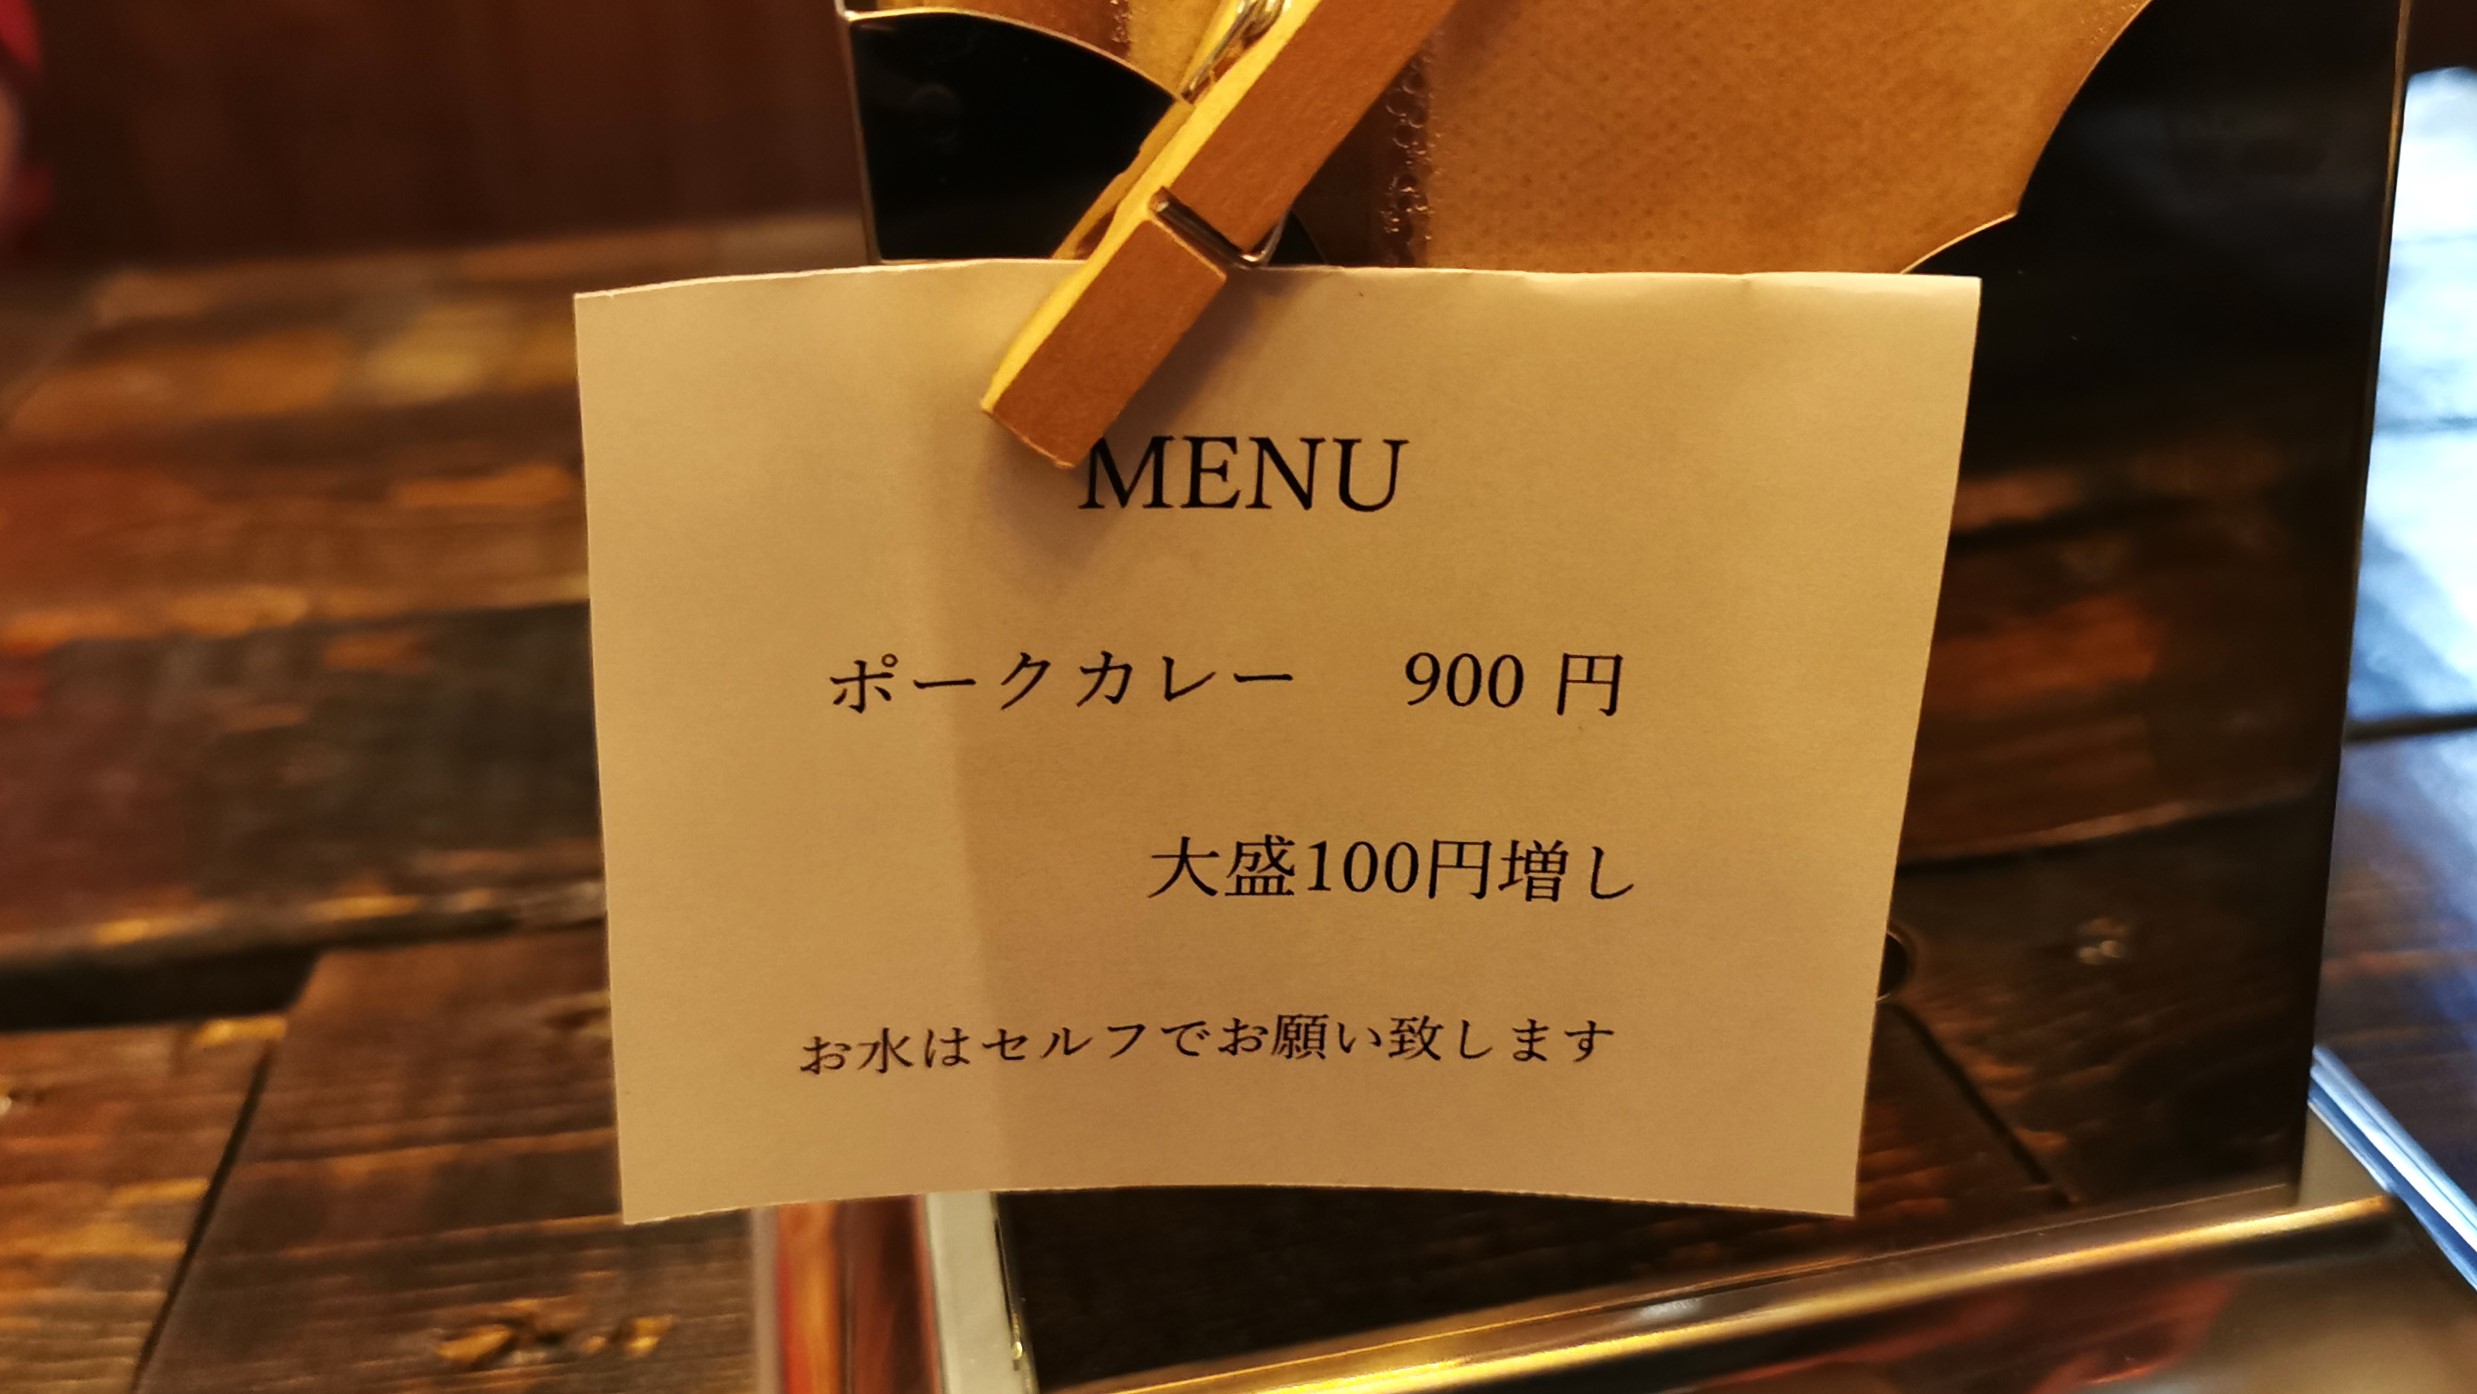 MENU
ポークカレー　900 円
大盛100円増し
お水はセルフでお願い致します